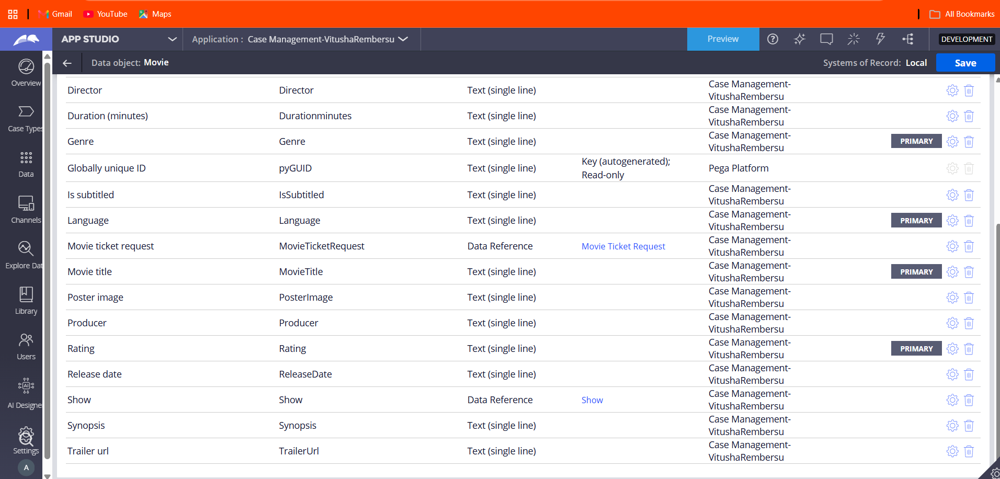 Gmail YouTube Maps All Bookmarks
APP STUDIO Application : Case Management-VitushaRembersu Preview DEVELOPMENT
Data object: Movie Systems of Record: Local Save
Overview
Case Types
Data
Channels
Explore Dat
Library
Users
AI Designe
Settings
A
Director Director Text (single line) Case Management-
VitushaRembersu
Duration (minutes) Durationminutes Text (single line) Case Management-
VitushaRembersu
Genre Genre Text (single line) Case Management-
VitushaRembersu PRIMARY
Globally unique ID pyGUID Text (single line) Key (autogenerated);
Read-only Pega Platform
Is subtitled IsSubtitled Text (single line) Case Management-
VitushaRembersu
Language Language Text (single line) Case Management-
VitushaRembersu PRIMARY
Movie ticket request MovieTicketRequest Data Reference Movie Ticket Request Case Management-
VitushaRembersu
Movie title MovieTitle Text (single line) Case Management-
VitushaRembersu PRIMARY
Poster image PosterImage Text (single line) Case Management-
VitushaRembersu
Producer Producer Text (single line) Case Management-
VitushaRembersu
Rating Rating Text (single line) Case Management-
VitushaRembersu PRIMARY
Release date ReleaseDate Text (single line) Case Management-
VitushaRembersu
Show Show Data Reference Show Case Management-
VitushaRembersu
Synopsis Synopsis Text (single line) Case Management-
VitushaRembersu
Trailer url TrailerUrl Text (single line) Case Management-
VitushaRembersu